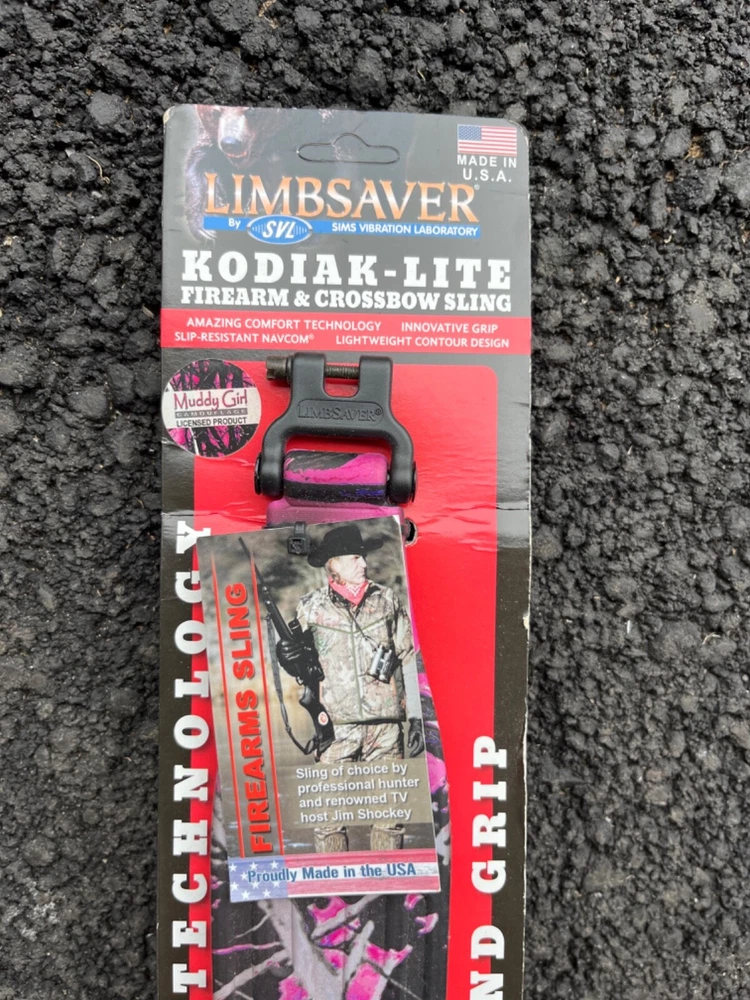 MADE IN
U.S.A.
LIMBSAVER®
By SVL SIMS VIBRATION LABORATORY
KODIAK-LITE
FIREARM & CROSSBOW SLING
AMAZING COMFORT TECHNOLOGY INNOVATIVE GRIP
SLIP-RESISTANT NAVCOM® LIGHTWEIGHT CONTOUR DESIGN
Muddy Girl
CAMOUFLAGE
LICENSED PRODUCT
LIMBSAVER®
TECHNOLOGY
FIREARMS SLING
Sling of choice by
professional hunter
and renowned TV
host Jim Shockey
Proudly Made in the USA
ND GRIP